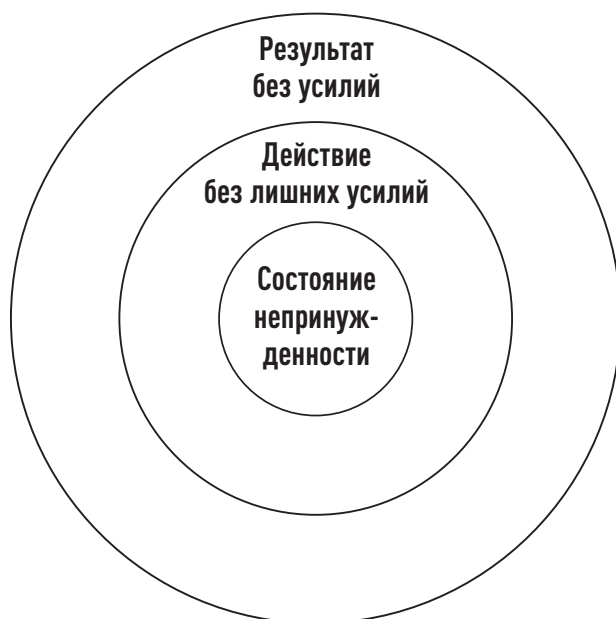 Результат
без усилий
Действие
без лишних усилий
Состояние
непринуж-
денности